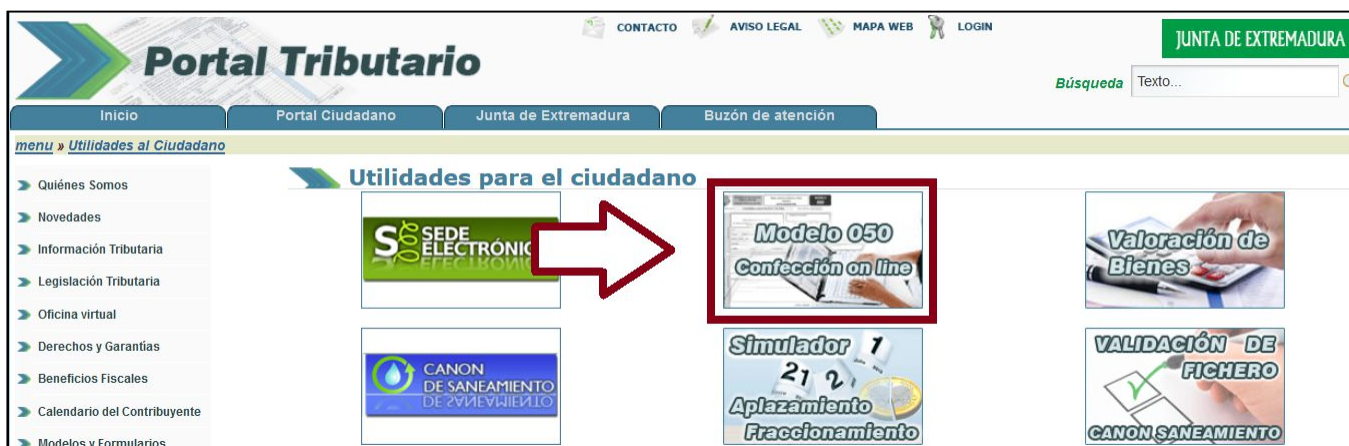 CONTACTO AVISO LEGAL MAPA WEB LOGIN
JUNTA DE EXTREMADURA
Portal Tributario
Búsqueda Texto...
Inicio Portal Ciudadano Junta de Extremadura Buzón de atención
menu » Utilidades al Ciudadano
Quiénes Somos
Novedades
Información Tributaria
Legislación Tributaria
Oficina virtual
Derechos y Garantías
Beneficios Fiscales
Calendario del Contribuyente
Modelos y Formularios
Utilidades para el ciudadano
SEDE
Modelo 050
Confección on line
Valoración de
Bienes
CANON
DE SANEAMIENTO
Simulador
1
21 2
Aplazamiento
Fraccionamiento
VALIDACIÓN DE
FICHERO
CANON SANEAMIENTO